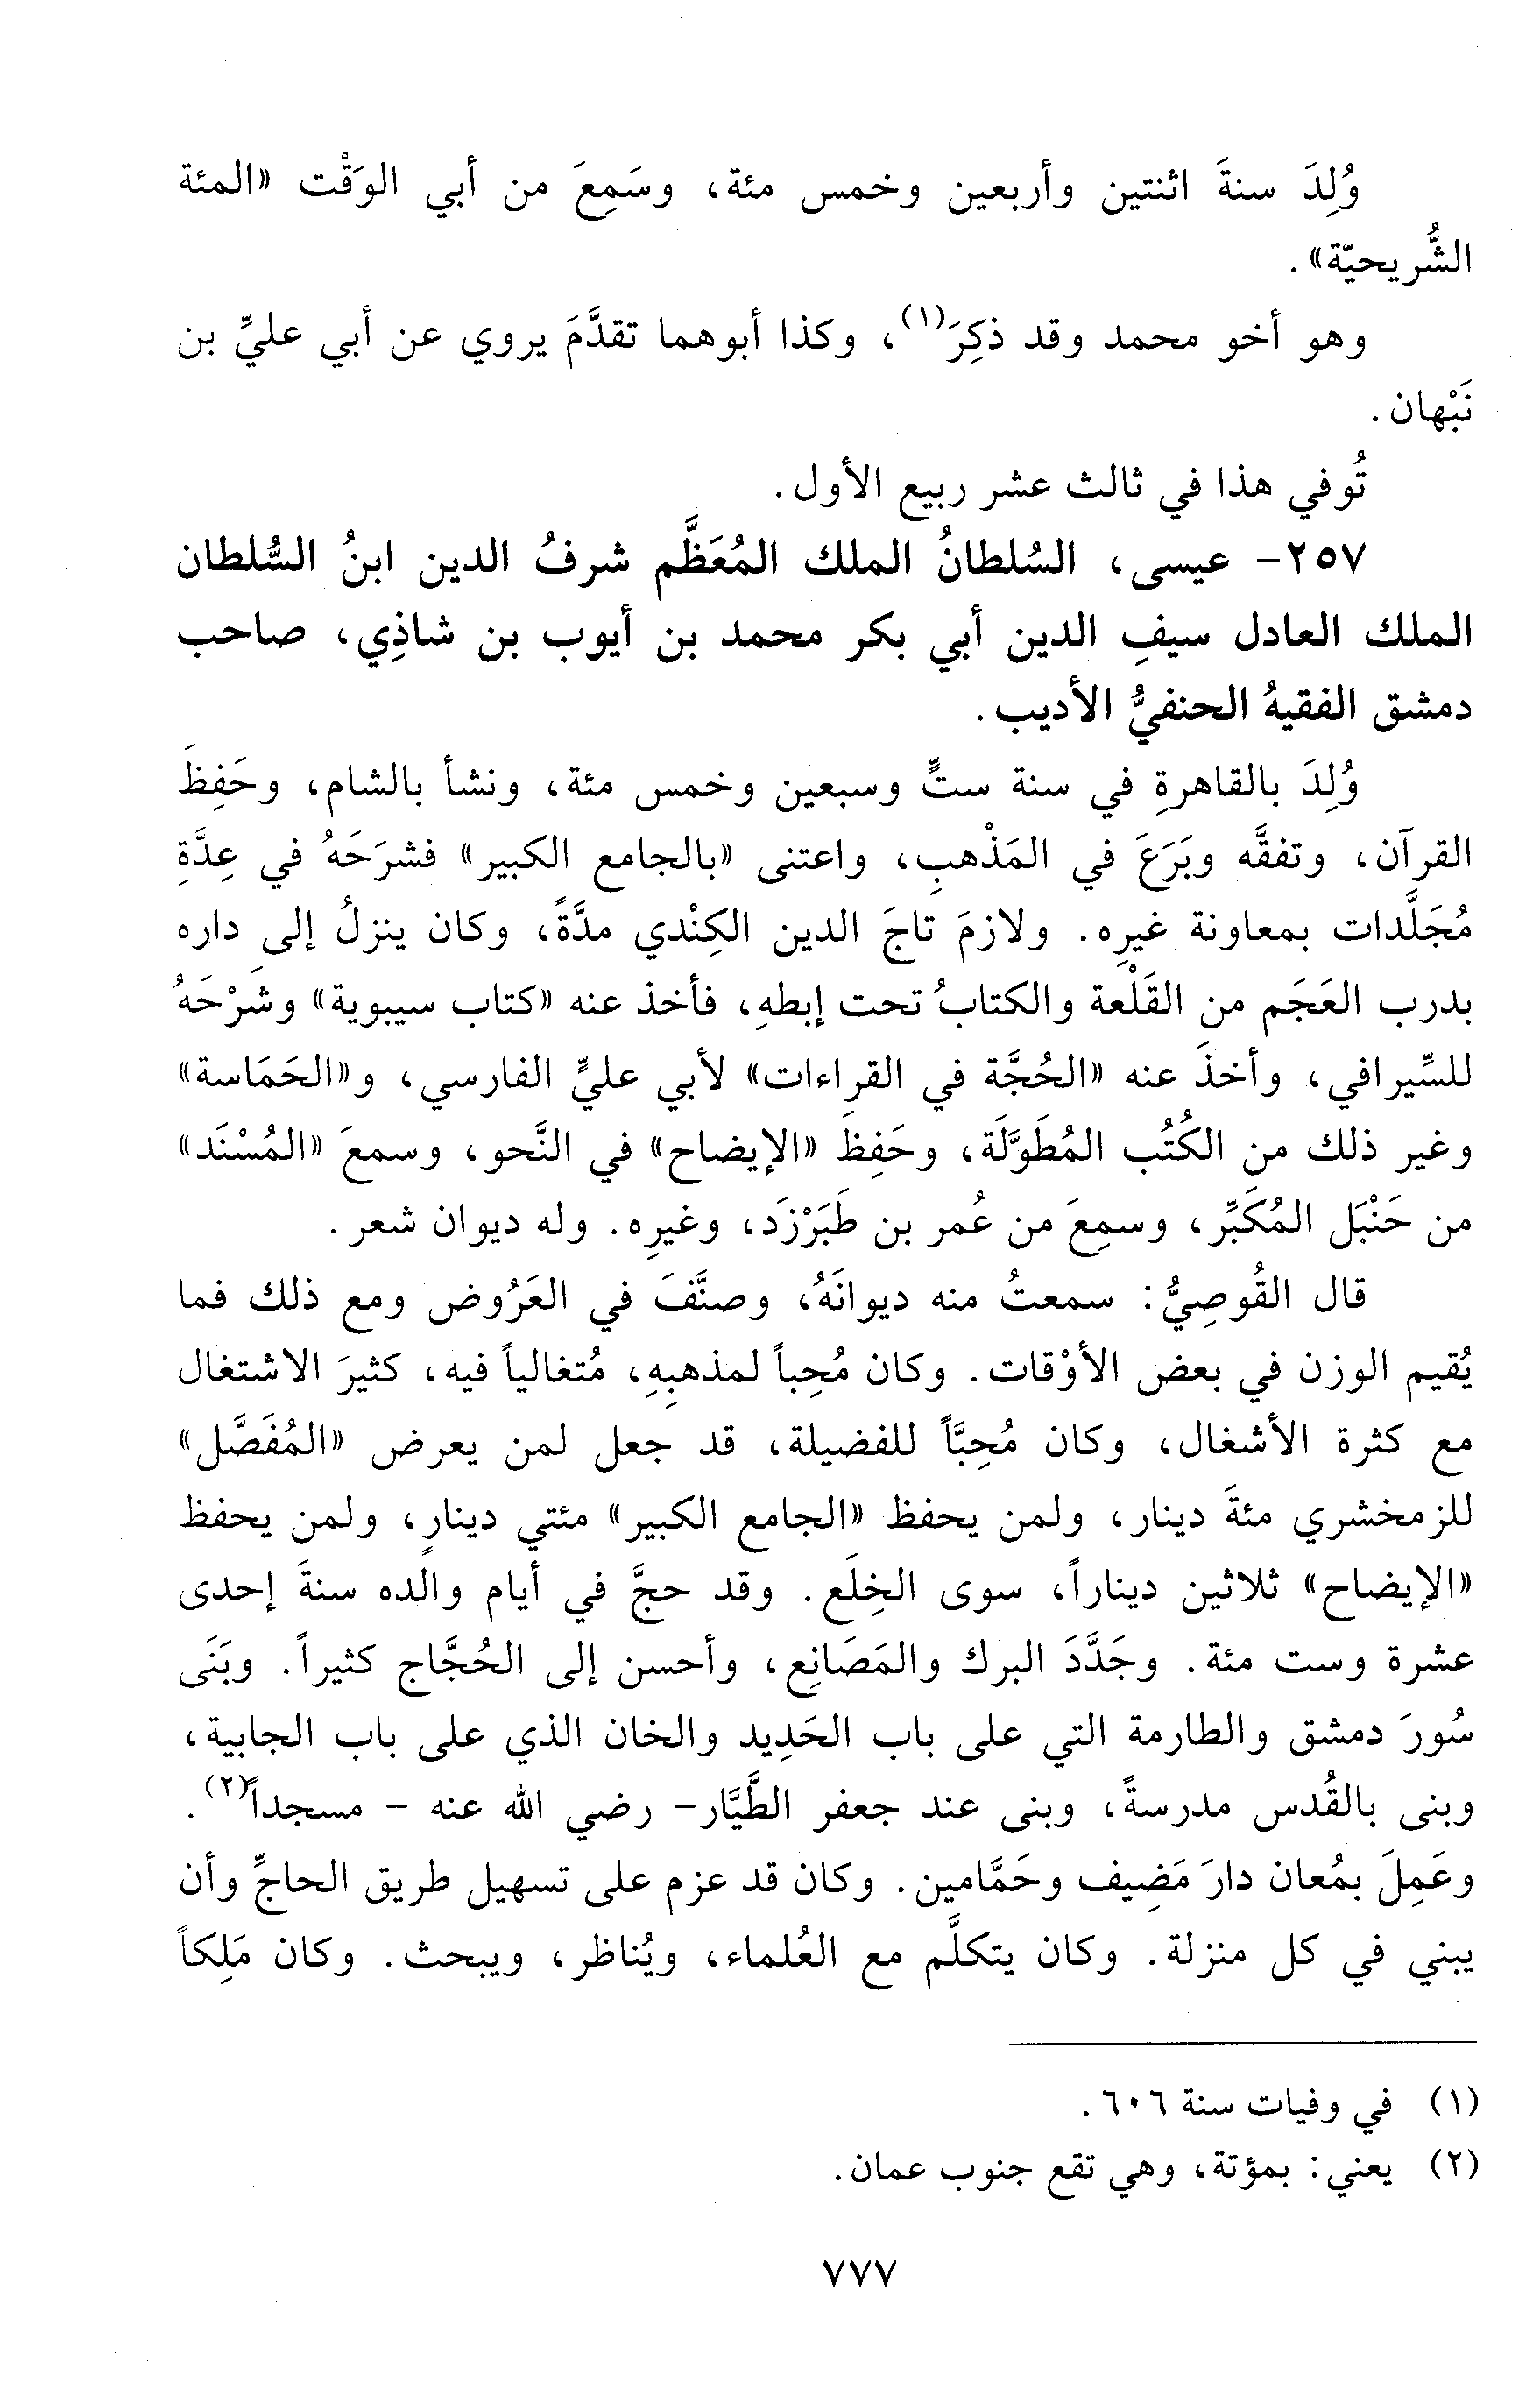 وُلِدَ سنةَ اثنتين وأربعين وخمس مئة، وسَمِعَ من أبي الوَقْت «المئة
الشُّريحيّة».
وهو أخو محمد وقد ذكِرَ(١)، وكذا أبوهما تقدَّمَ يروي عن أبي عليِّ بن
نَبْهان.
تُوفي هذا في ثالث عشر ربيع الأول.
٢٥٧- عيسى، السُلطانُ الملك المُعَظَّم شرفُ الدين ابنُ السُّلطان
الملك العادل سيفِ الدين أبي بكر محمد بن أيوب بن شاذِي، صاحب
دمشق الفقيهُ الحنفيُّ الأديب.
وُلِدَ بالقاهرةِ في سنة ستٍّ وسبعين وخمس مئة، ونشأ بالشام، وحَفِظَ
القرآن، وتفقَّه وبَرَعَ في المَذْهبِ، واعتنى «بالجامع الكبير» فشرَحَهُ في عِدَّةِ
مُجَلَّدات بمعاونة غيرِه. ولازمَ تاجَ الدين الكِنْدي مدَّةً، وكان ينزلُ إلى دارِه
بدرب العَجَم من القَلْعة والكتابُ تحت إبطهِ، فأخذ عنه «كتاب سيبوية» وشَرْحَهُ
للسِّيرافي، وأخذَ عنه «الحُجَّة في القراءات» لأبي عليٍّ الفارسي، و«الحَمَاسة»
وغير ذلك من الكُتُب المُطَوَّلَة، وحَفِظَ «الإيضاح» في النَّحو، وسمعَ «المُسْنَد»
من حَنْبَل المُكَبِّر، وسمِعَ من عُمر بن طَبَرْزَد، وغيرِه. وله ديوان شعر.
قال القُوصِيُّ: سمعتُ منه ديوانَهُ، وصنَّفَ في العَرُوض ومع ذلك فما
يُقيم الوزن في بعض الأوْقات. وكان مُحِباً لمذهبِهِ، مُتغالياً فيه، كثيرَ الاشتغال
مع كثرة الأشغال، وكان مُحِبَّاً للفضيلة، قد جعل لمن يعرض «المُفَصَّل»
للزمخشري مئةَ دينار، ولمن يحفظ «الجامع الكبير» مئتي دينارٍ، ولمن يحفظ
«الإيضاح» ثلاثين ديناراً، سوى الخِلَع. وقد حجَّ في أيام والده سنةَ إحدى
عشرة وست مئة. وجَدَّدَ البرك والمَصَانِع، وأحسن إلى الحُجَّاج كثيراً. وبَنَى
سُورَ دمشق والطارمة التي على باب الحَدِيد والخان الذي على باب الجابية،
وبنى بالقُدس مدرسةً، وبنى عند جعفر الطَّيَّار- رضي الله عنه - مسجداً(٢).
وعَمِلَ بمُعان دارَ مَضِيف وحَمَّامين. وكان قد عزم على تسهيل طريق الحاجِّ وأن
يبني في كل منزلة. وكان يتكلَّم مع العُلماء، ويُناظر، ويبحث. وكان مَلِكاً
(١) في وفيات سنة ٦٠٦.
(٢) يعني: بمؤتة، وهي تقع جنوب عمان.
٧٧٧